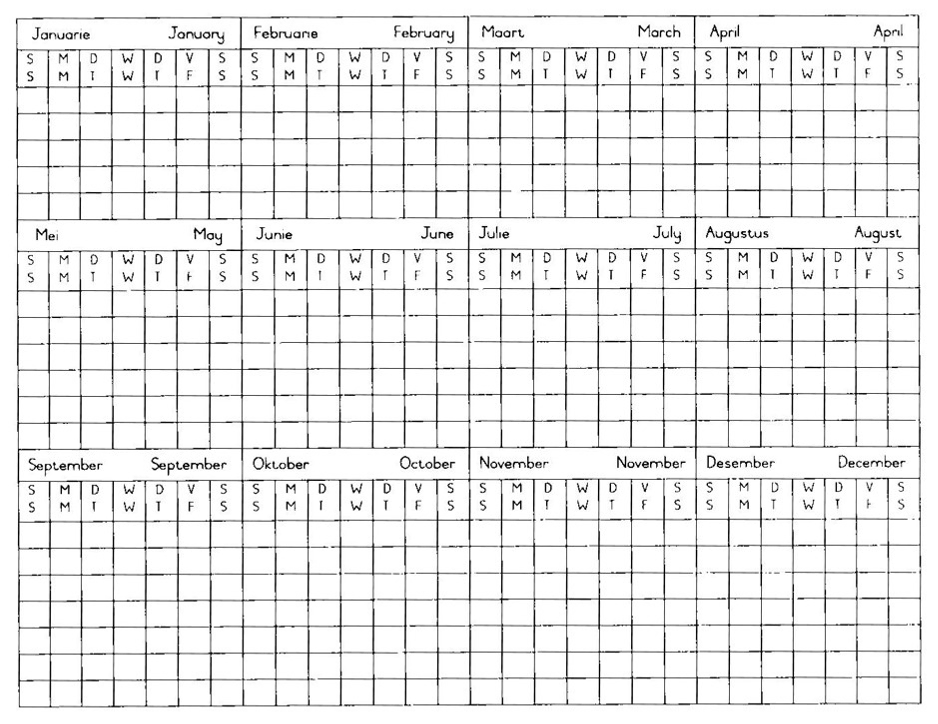 Januarie January Februarie February Maart March April April
S M D W D V S S M D W D V S S M D W D V S S M D W D V S
S M T W T F S S M T W T F S S M T W T F S S M T W T F S
Mei May Junie June Julie July Augustus August
S M D W D V S S M D W D V S S M D W D V S S M D W D V S
S M T W T F S S M T W T F S S M T W T F S S M T W T F S
September September Oktober October November November Desember December
S M D W D V S S M D W D V S S M D W D V S S M D W D V S
S M T W T F S S M T W T F S S M T W T F S S M T W T F S